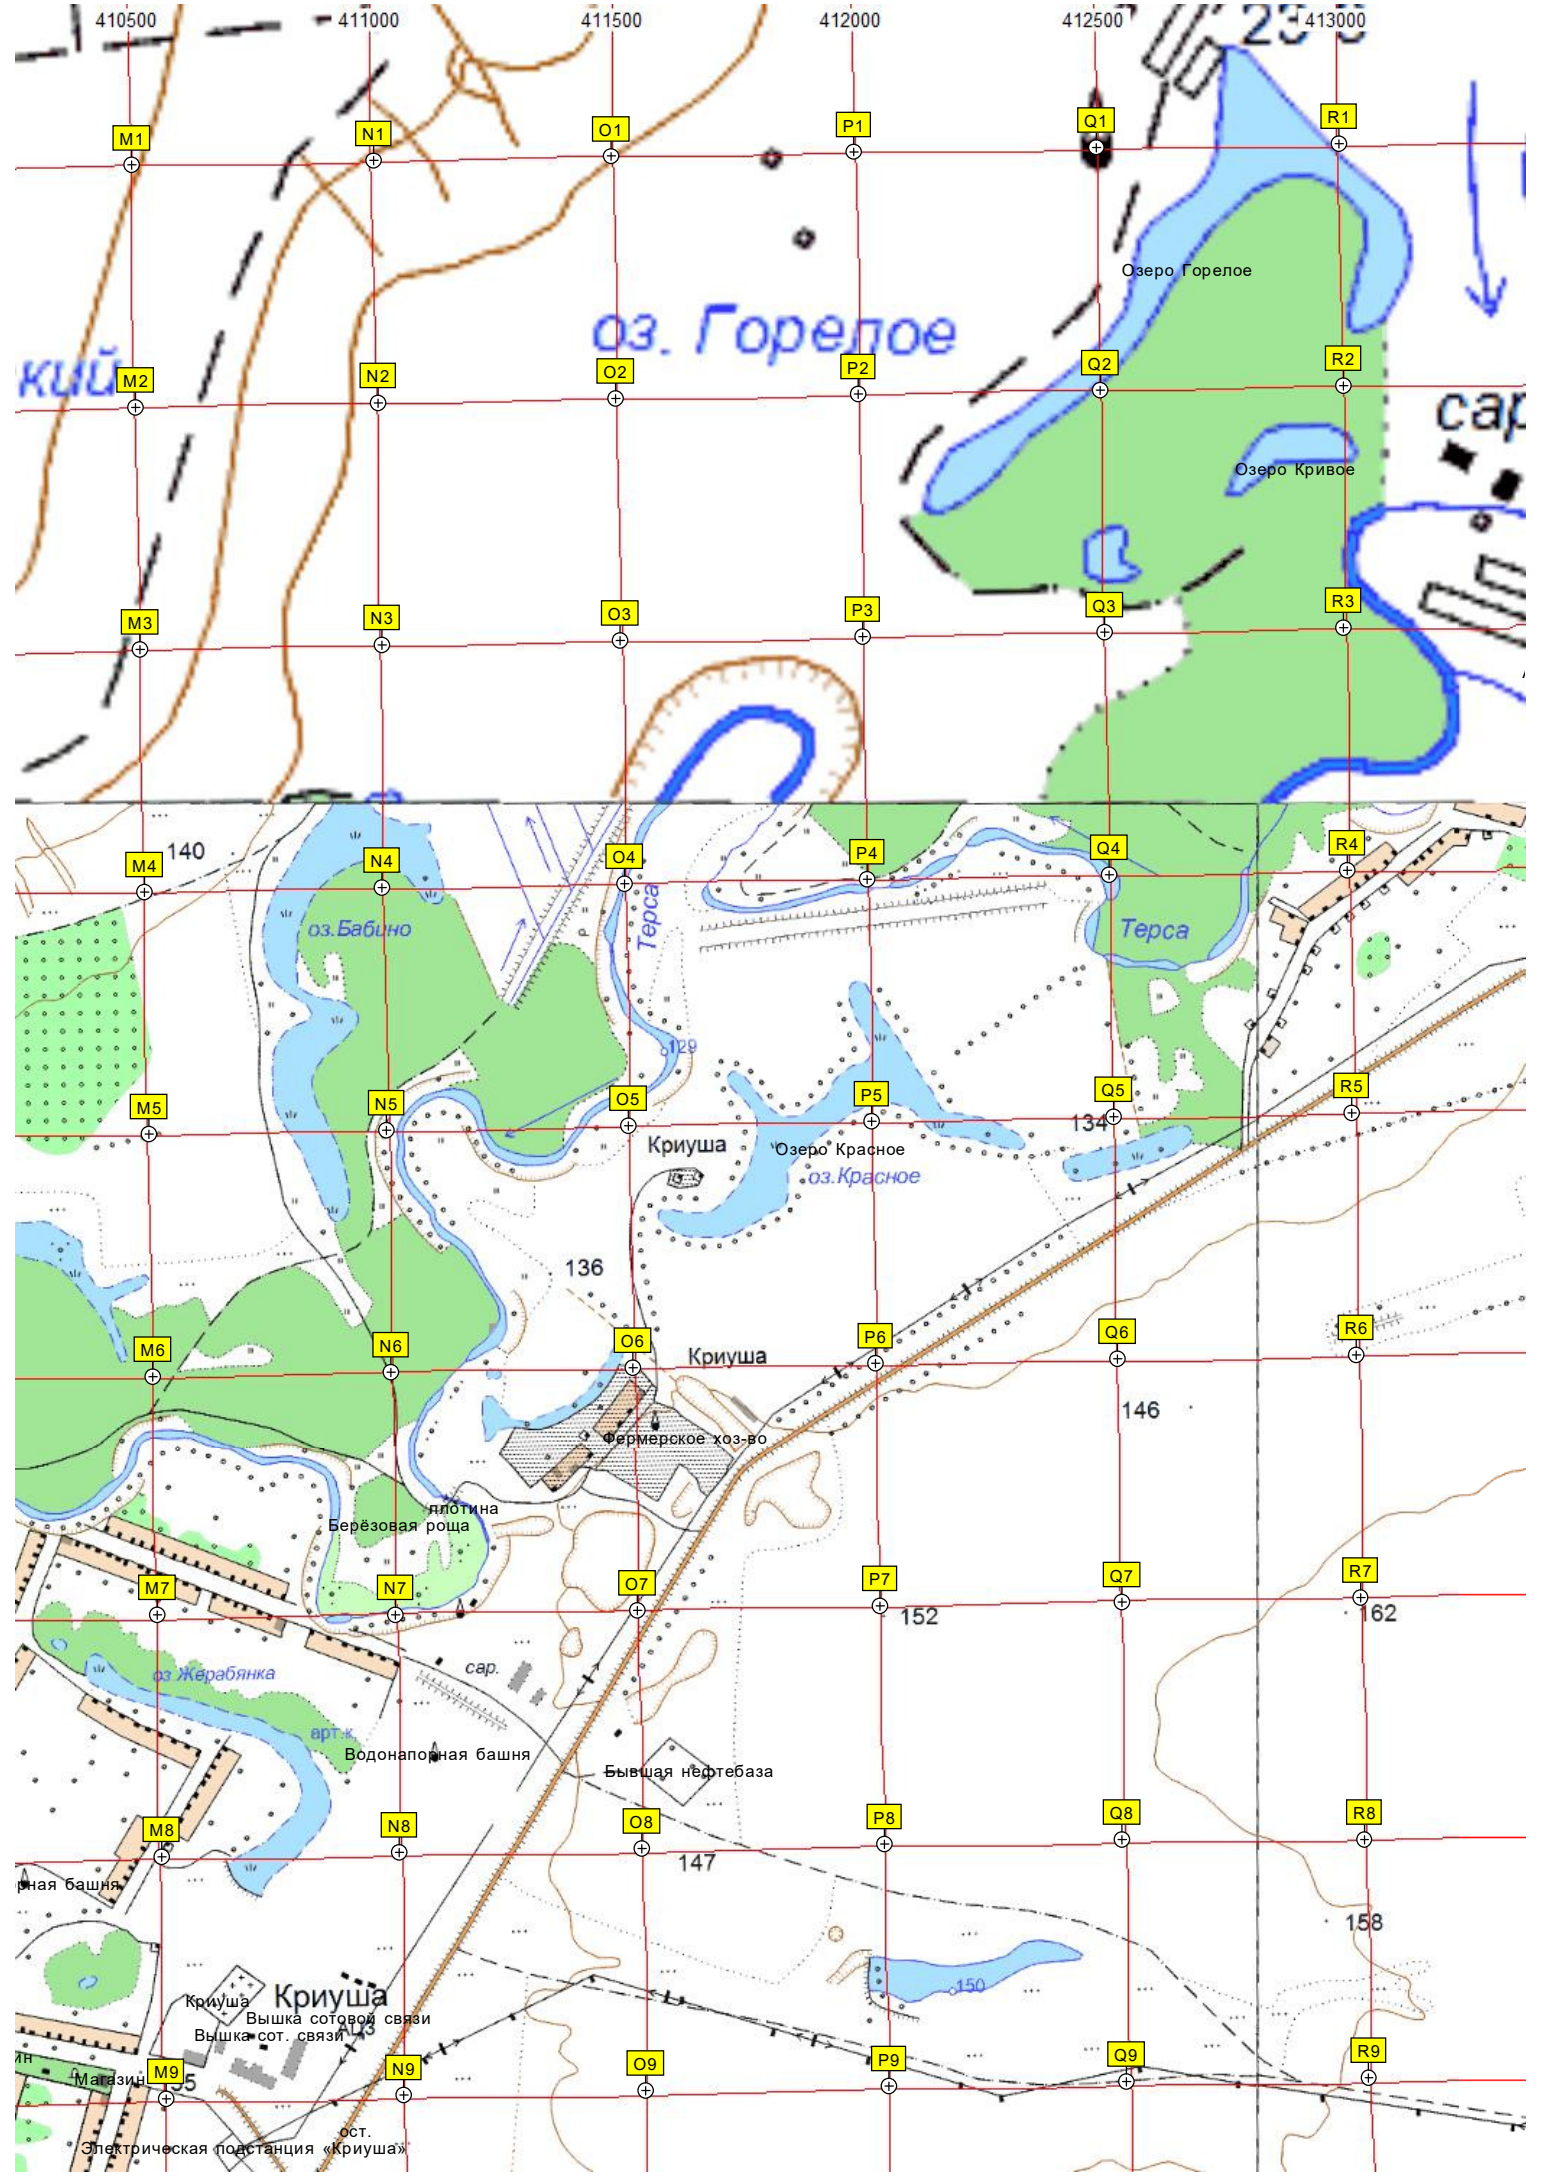 410500 411000 411500 412000 412500 413000
M1 N1 O1 P1 Q1 R1
Озеро Горелое
оз. Горелое
кий
M2 N2 O2 P2 Q2 R2
сар
Озеро Кривое
M3 N3 O3 P3 Q3 R3
140
M4 N4 O4 P4 Q4 R4
оз.Бабино
Терса
Терса
129
M5 N5 O5 P5 Q5 R5
134
Криуша
Озеро Красное
оз.Красное
136
M6 N6 O6 P6 Q6 R6
Криуша
146
Фермерское хоз-во
плотина
Берёзовая роща
M7 N7 O7 P7 Q7 R7
152
162
сар.
оз.Жерабянка
арт.к.
Водонапорная башня
Бывшая нефтебаза
M8 N8 O8 P8 Q8 R8
147
рная башня
158
150
Криуша
Криуша
Вышка сотовой связи
Вышка сот. связи
M9 N9 O9 P9 Q9 R9
ин
Магазин
ост.
Электрическая подстанция «Криуша»